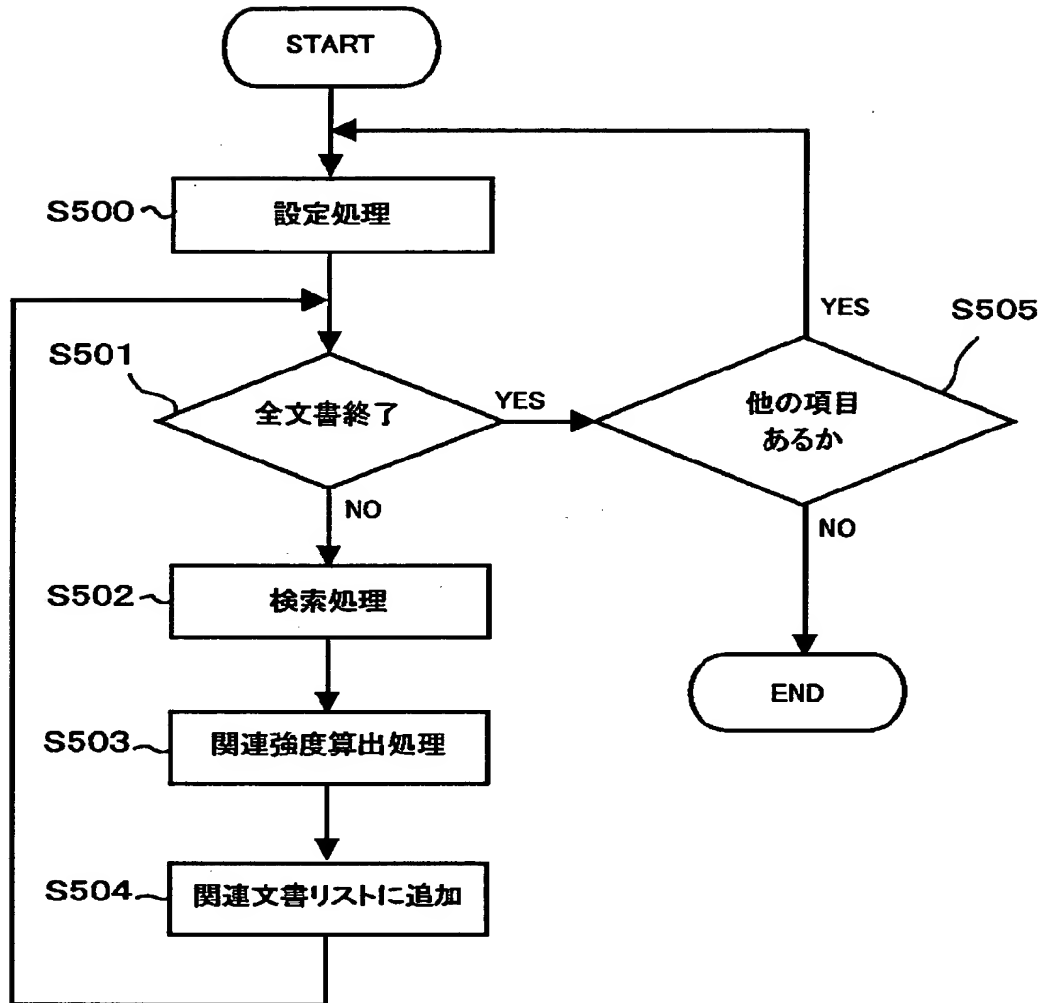 START
S500
設定処理
YES
S505
S501
全文書終了
YES
他の項目
あるか
NO
NO
S502
検索処理
END
S503
関連強度算出処理
S504
関連文書リストに追加